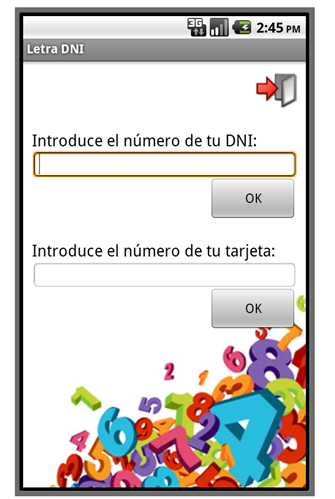 3G 2:45 PM
Letra DNI
Introduce el número de tu DNI:
OK
Introduce el número de tu tarjeta:
OK